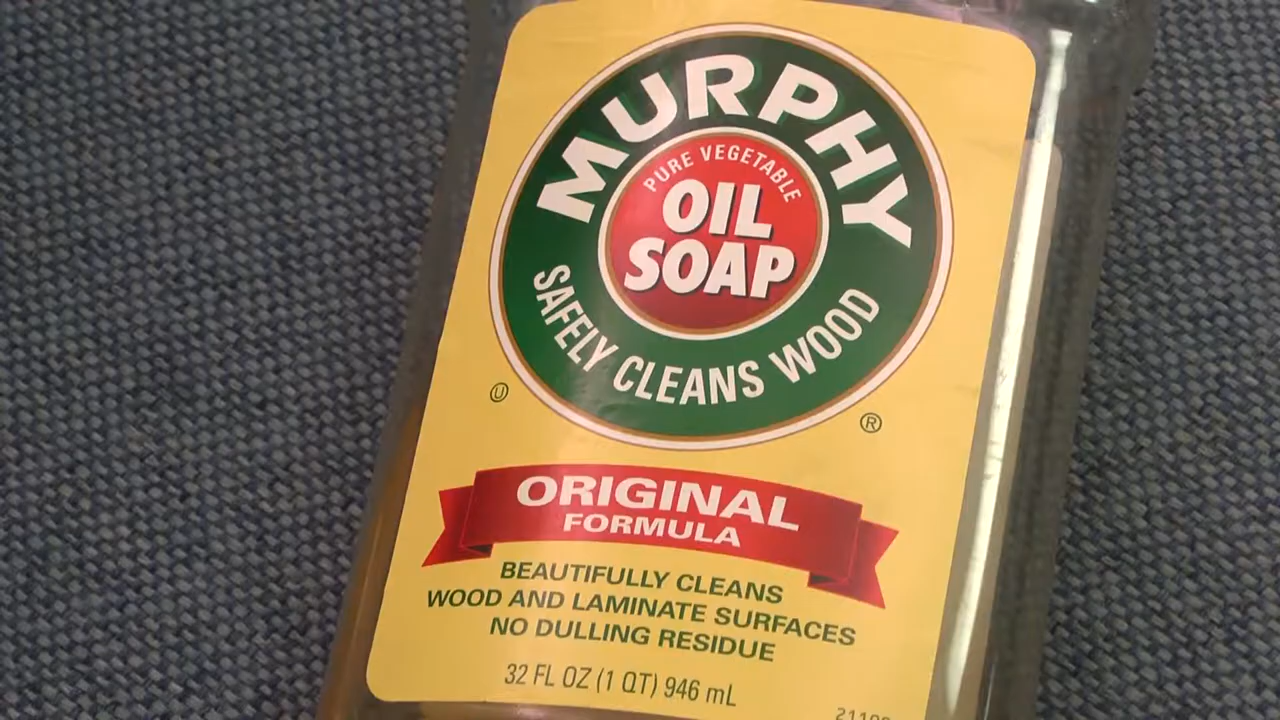 MURPHY
PURE VEGETABLE
OIL
SOAP
SAFELY CLEANS WOOD
U
®
ORIGINAL
FORMULA
BEAUTIFULLY CLEANS
WOOD AND LAMINATE SURFACES
NO DULLING RESIDUE
32 FL OZ (1 QT) 946 mL